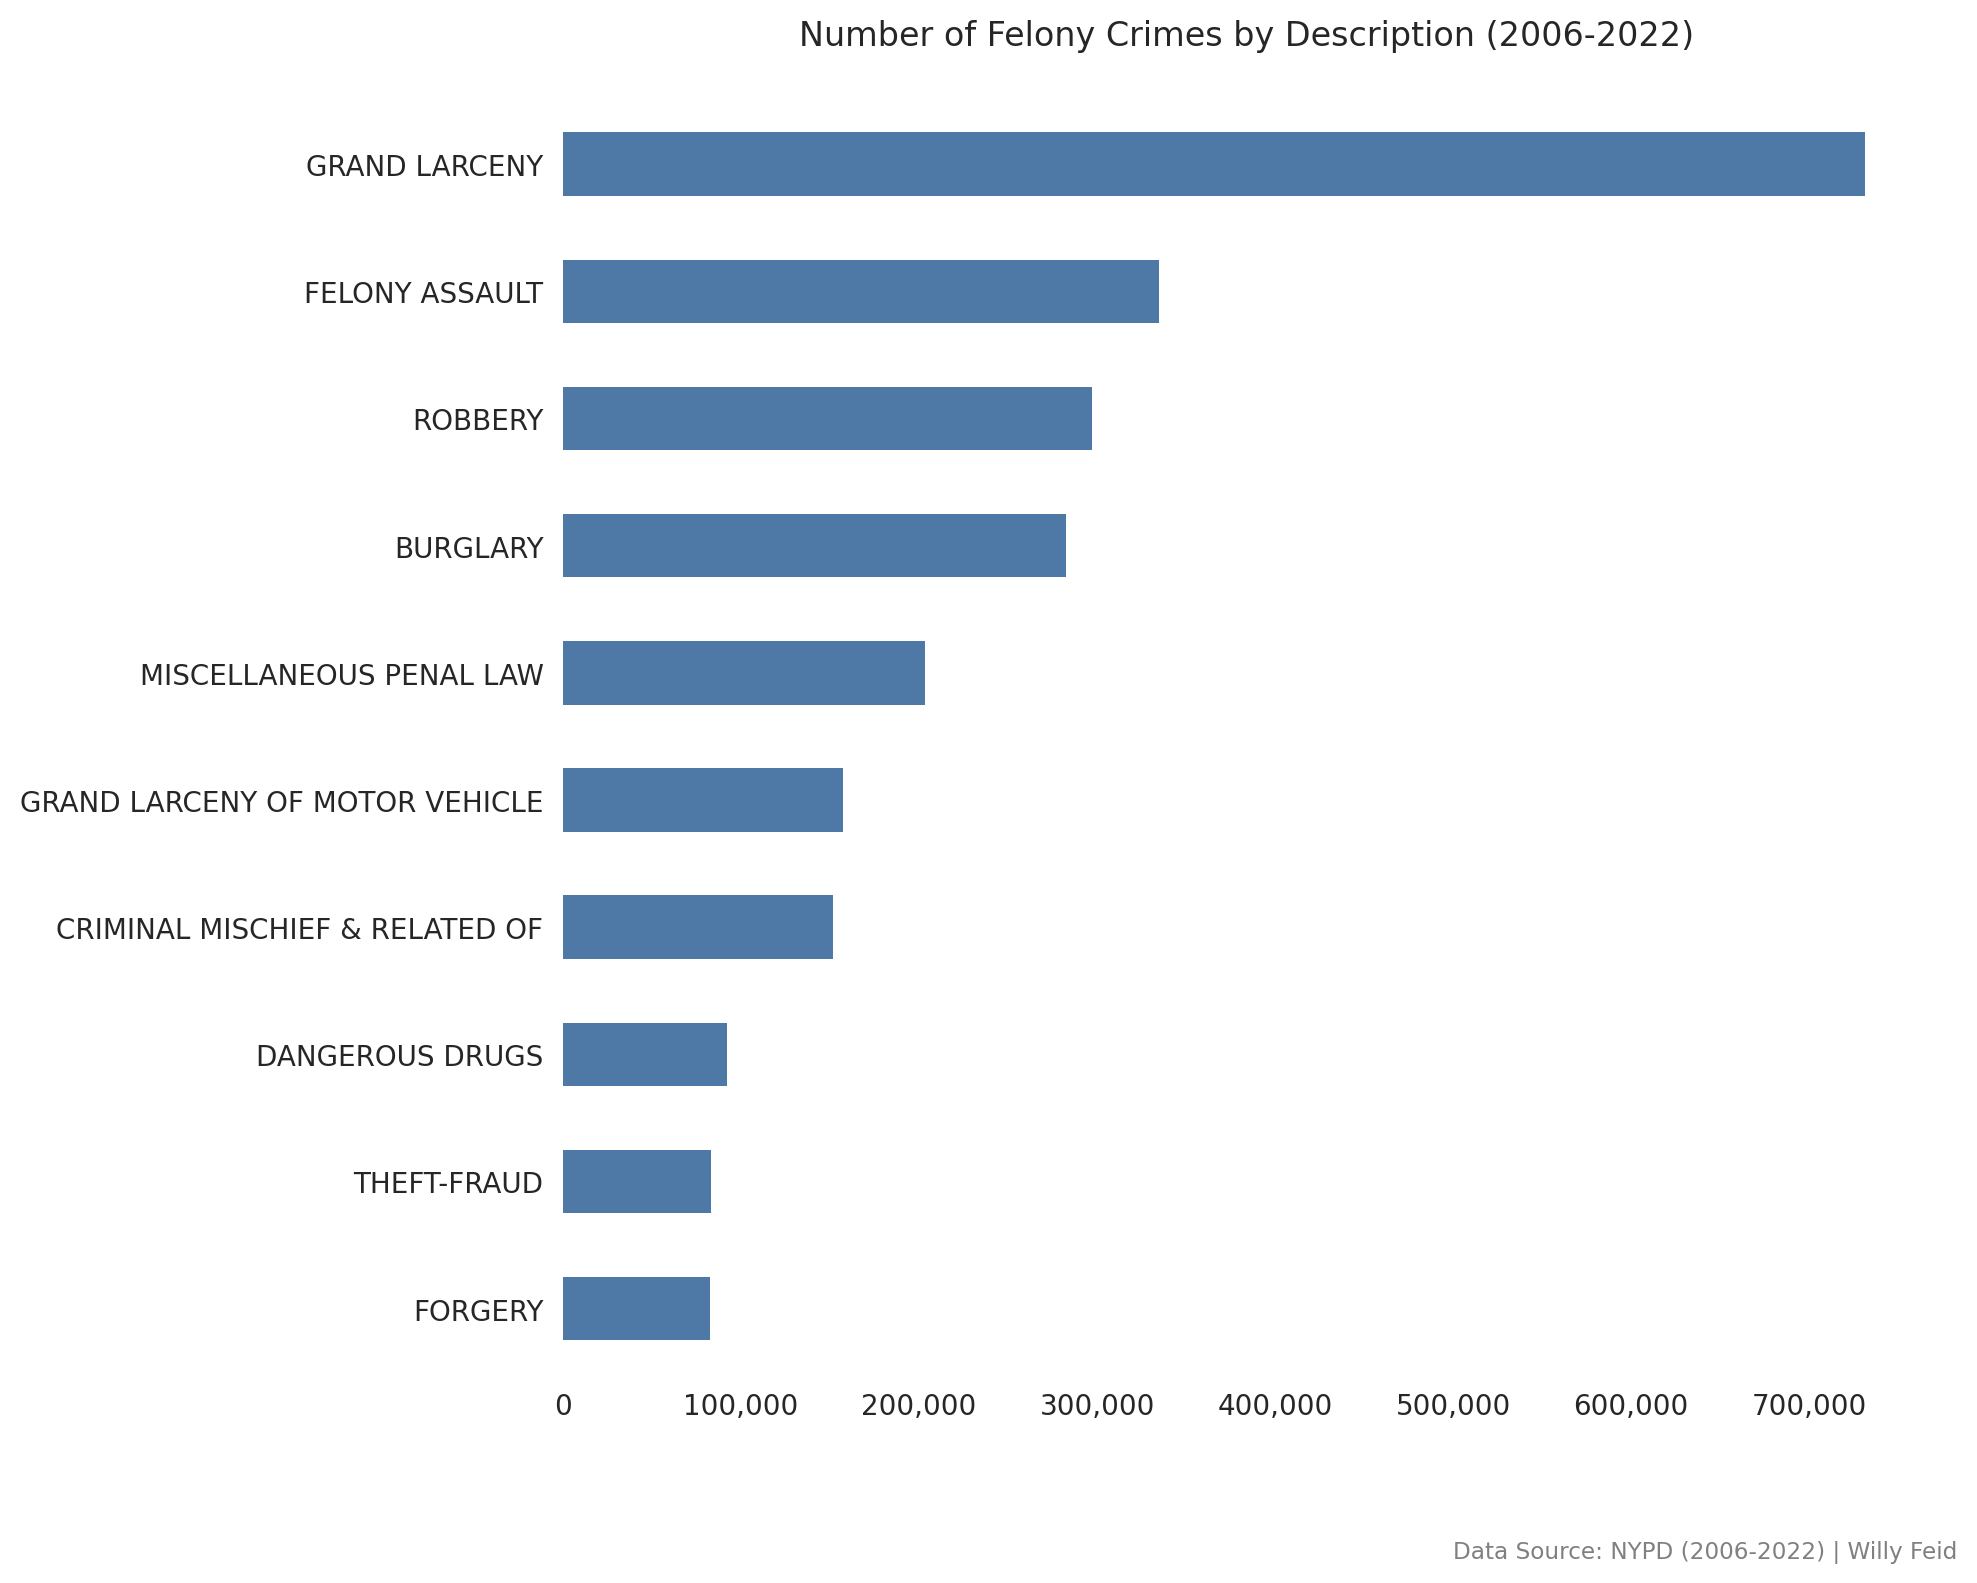 Number of Felony Crimes by Description (2006-2022)
GRAND LARCENY
FELONY ASSAULT
ROBBERY
BURGLARY
MISCELLANEOUS PENAL LAW
GRAND LARCENY OF MOTOR VEHICLE
CRIMINAL MISCHIEF & RELATED OF
DANGEROUS DRUGS
THEFT-FRAUD
FORGERY
0 100,000 200,000 300,000 400,000 500,000 600,000 700,000
Data Source: NYPD (2006-2022) | Willy Feid